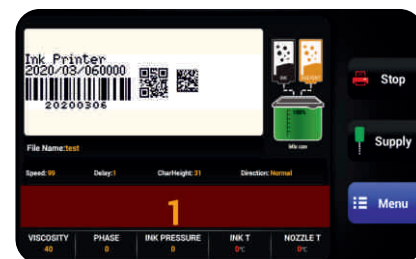 Ink Printer
2020/03/060000
20200306
100%
Mix can
Stop
Supply
Menu
File Name:test
Speed: 99
Delay:1
CharHeight: 31
Direction: Normal
1
VISCOSITY
40
PHASE
0
INK PRESSURE
0
INK T
0℃
NOZZLE T
0℃